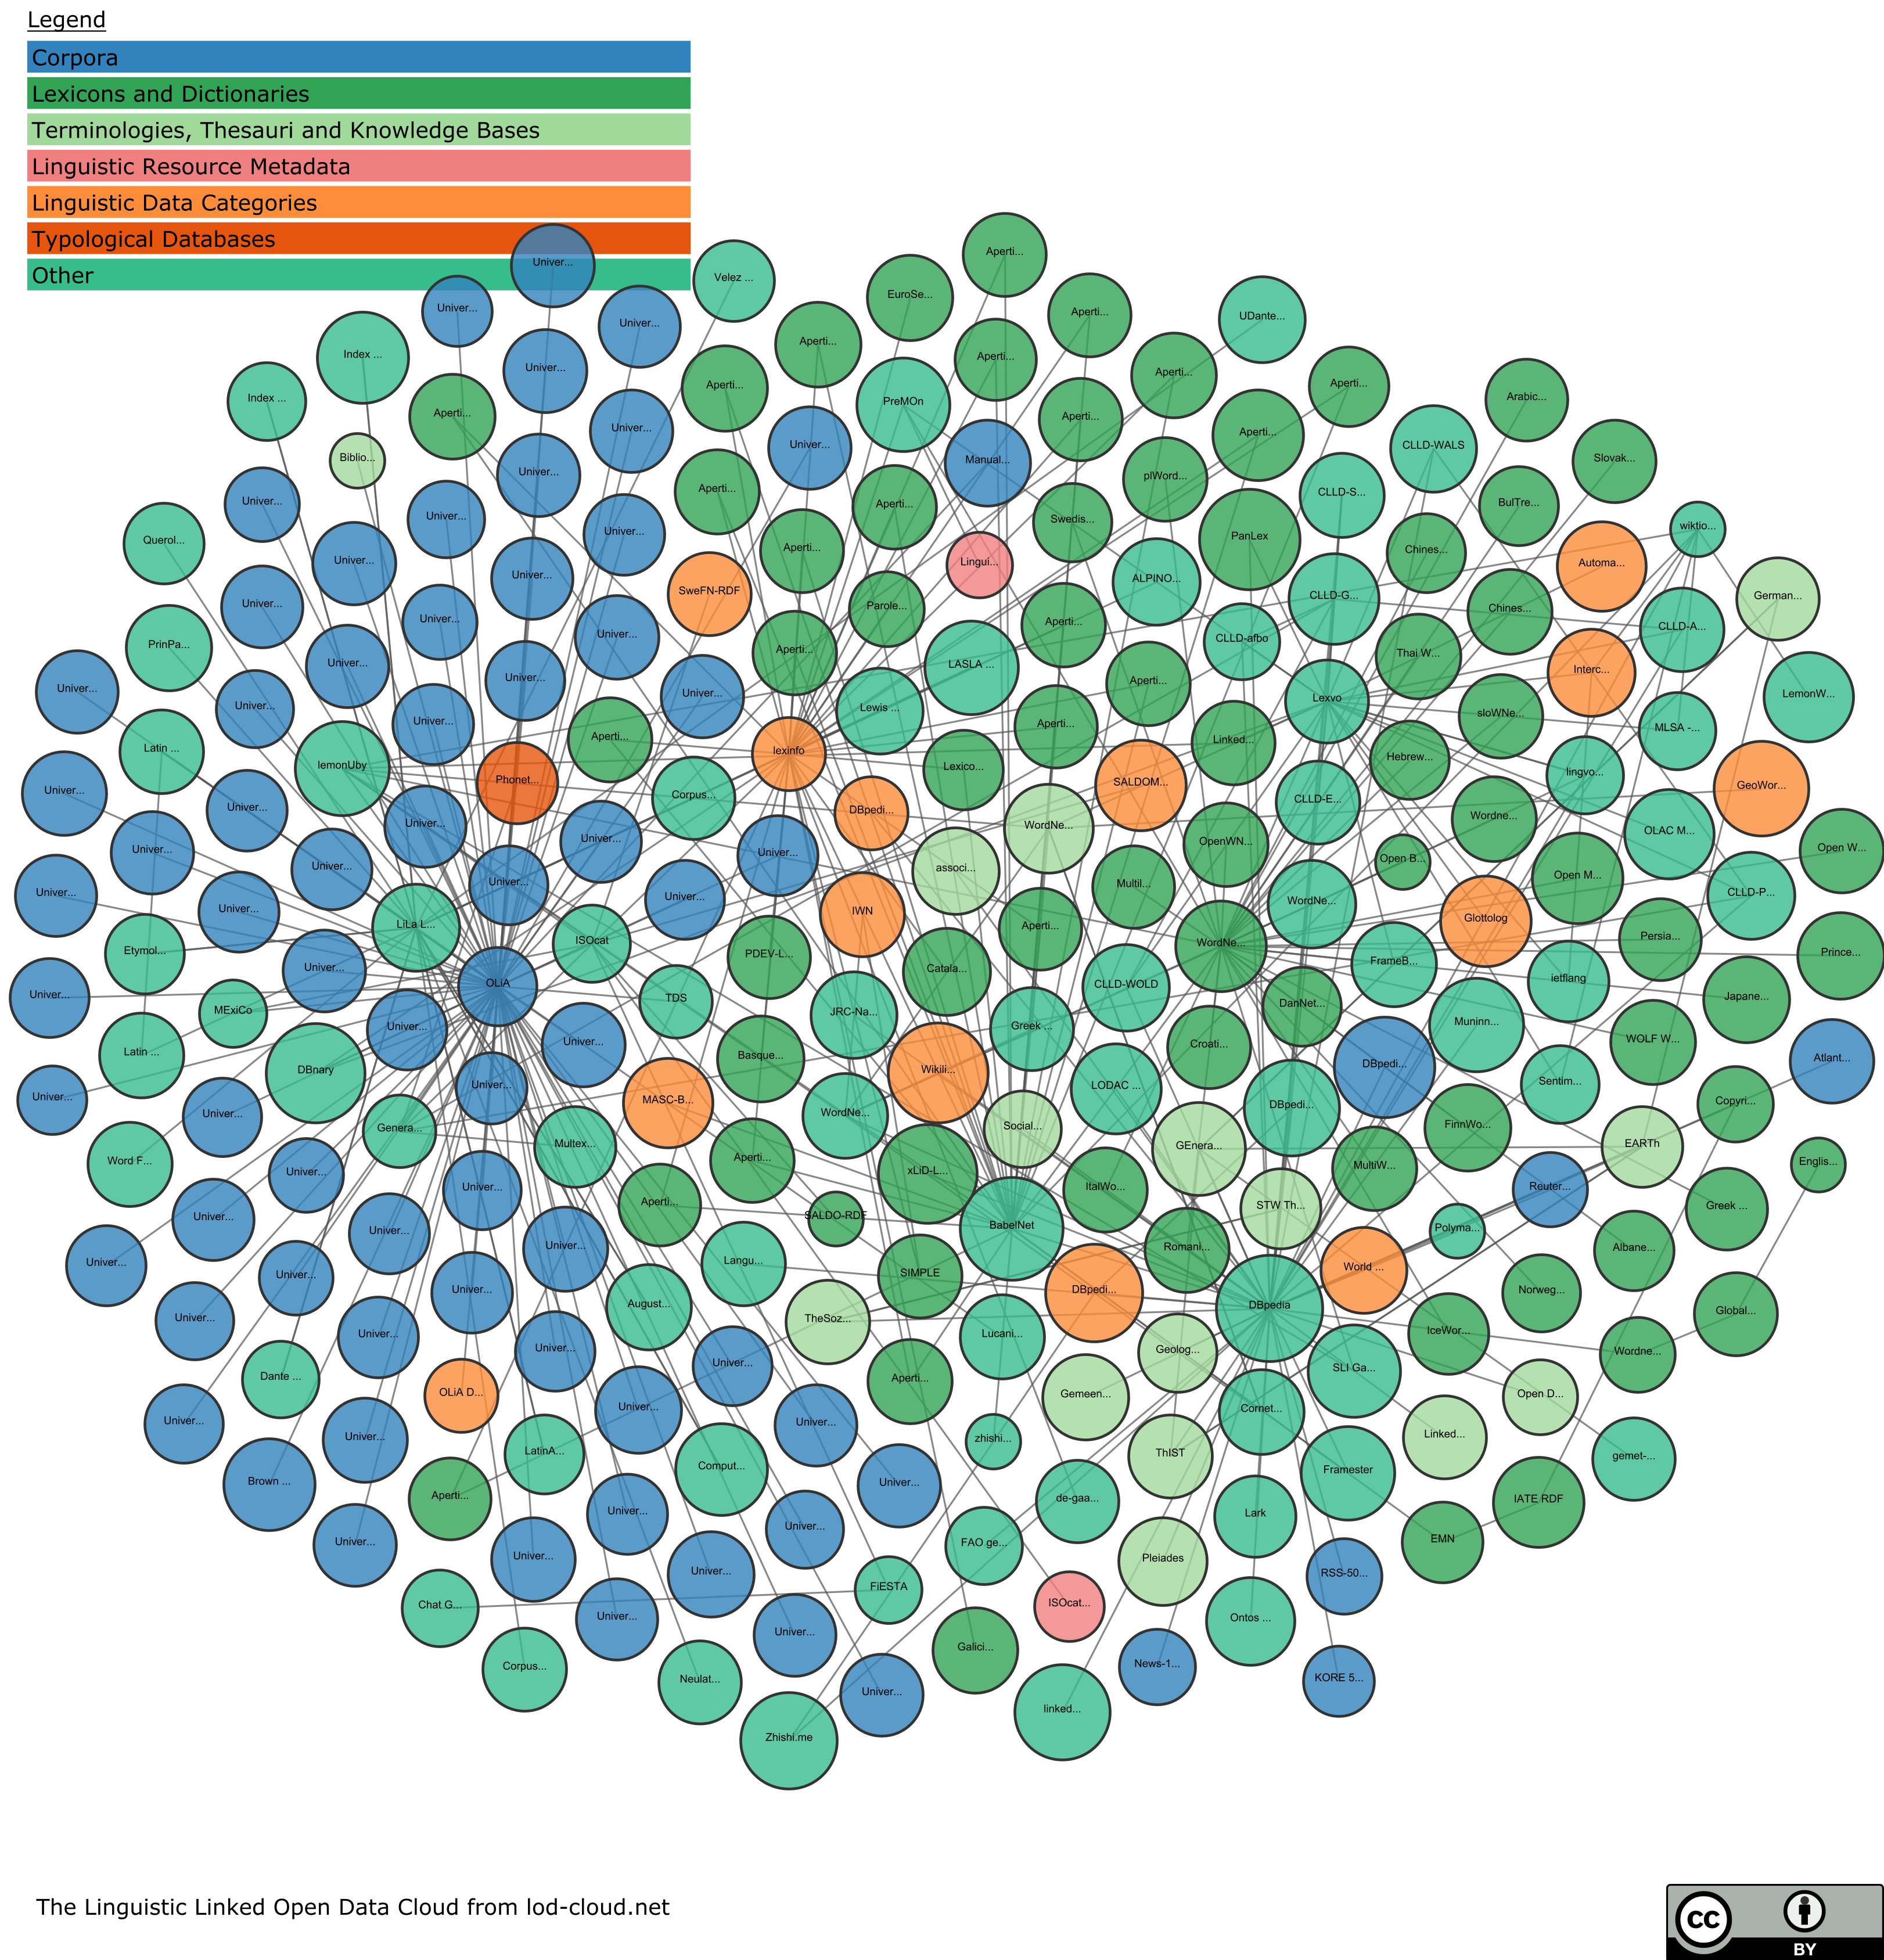 Legend
Corpora
Lexicons and Dictionaries
Terminologies, Thesauri and Knowledge Bases
Linguistic Resource Metadata
Linguistic Data Categories
Typological Databases
Other
Aperti...
Univer...
Velez ...
EuroSe...
Univer...
Univer...
UDante...
Aperti...
Aperti...
Index ...
Univer...
Aperti...
Aperti...
Aperti...
Aperti...
Index ...
Arabic...
PreMOn
Aperti...
Aperti...
Univer...
Aperti...
Univer...
CLLD-WALS
Biblio...
Slovak...
Manual...
Univer...
plWord...
Aperti...
CLLD-S...
Univer...
BulTre...
Aperti...
Univer...
Swedis...
wiktio...
Univer...
PanLex
Querol...
Aperti...
Chines...
Univer...
Lingui...
Automa...
Univer...
ALPINO...
SweFN-RDF
CLLD-G...
German...
Univer...
Parole...
Chines...
Univer...
Aperti...
CLLD-A...
Univer...
CLLD-afbo
PrinPa...
Aperti...
Thai W...
Univer...
LASLA ...
Interc...
Univer...
Aperti...
Univer...
Univer...
LemonW...
Lexvo
Univer...
Lewis ...
sloWNe...
Univer...
Aperti...
MLSA -...
Aperti...
Linked...
Latin ...
lexinfo
Hebrew...
lemonUby
Lexico...
lingvo...
Phonet...
SALDOM...
GeoWor...
Univer...
Corpus...
CLLD-E...
Univer...
DBpedi...
Wordne...
Univer...
WordNe...
OLAC M...
Univer...
OpenWN...
Open W...
Univer...
Univer...
Open B...
Univer...
associ...
Open M...
Univer...
Multil...
Univer...
CLLD-P...
Univer...
WordNe...
Univer...
IWN
Glottolog
LiLa L...
Aperti...
Persia...
ISOcat
WordNe...
Etymol...
PDEV-L...
Prince...
FrameB...
Univer...
Catala...
ietflang
OLiA
CLLD-WOLD
Univer...
Japane...
TDS
DanNet...
MExiCo
JRC-Na...
Muninn...
Greek ...
Univer...
WOLF W...
Univer...
Croati...
Latin ...
Basque...
Atlant...
DBpedi...
DBnary
Wikili...
Sentim...
Univer...
LODAC ...
Univer...
MASC-B...
Copyri...
DBpedi...
WordNe...
Univer...
FinnWo...
Social...
Genera...
Multex...
EARTh
GEnera...
Aperti...
Word F...
Englis...
MultiW...
Univer...
xLiD-L...
Univer...
Reuter...
ItalWo...
Aperti...
STW Th...
Greek ...
SALDO-RDF
Univer...
BabelNet
Polyma...
Univer...
Univer...
Romani...
Albane...
Langu...
Univer...
World ...
SIMPLE
Univer...
Norweg...
Univer...
DBpedi...
August...
DBpedia
Global...
Univer...
TheSoz...
IceWor...
Univer...
Lucani...
Univer...
Geolog...
Wordne...
Univer...
SLI Ga...
Dante ...
Aperti...
OLiA D...
Gemeen...
Open D...
Univer...
Cornet...
Univer...
Univer...
Linked...
Univer...
zhishi...
LatinA...
ThIST
gemet-...
Comput...
Framester
Brown ...
Univer...
Aperti...
de-gaa...
IATE RDF
Univer...
Lark
Univer...
EMN
Univer...
FAO ge...
Univer...
Pleiades
Univer...
RSS-50...
FiESTA
Chat G...
ISOcat...
Univer...
Ontos ...
Univer...
Galici...
Corpus...
News-1...
Neulat...
KORE 5...
Univer...
linked...
Zhishi.me
The Linguistic Linked Open Data Cloud from lod-cloud.net
cc
BY